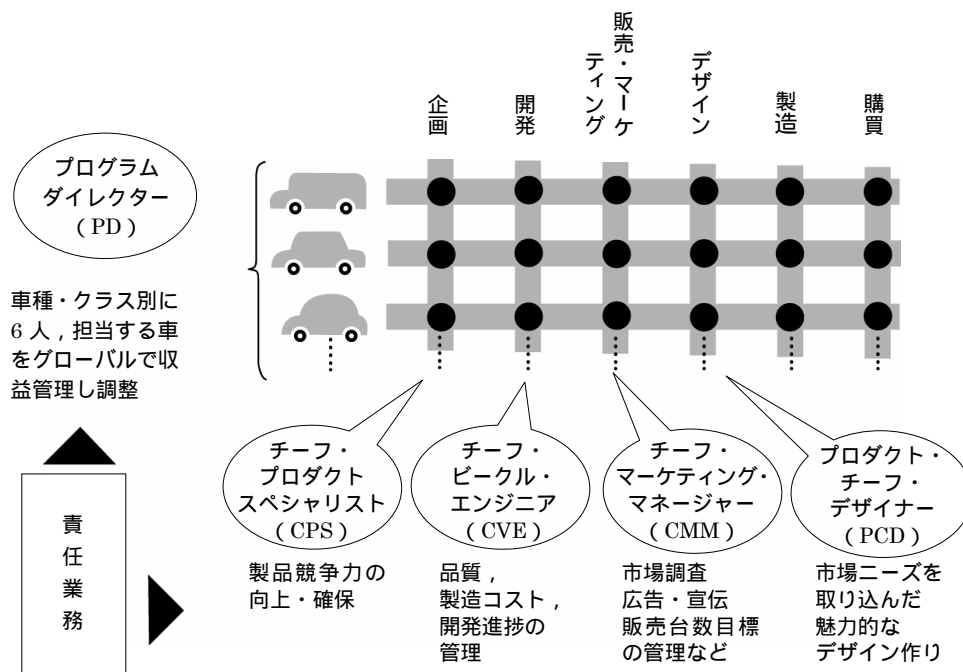 企画
開発
販売・マーケ
ティング
デザイン
製造
購買
プログラム
ダイレクター
（PD）
車種・クラス別に
6人，担当する車
をグローバルで収
益管理し調整
責任業務
チーフ・
プロダクト
スペシャリスト
（CPS）
製品競争力の
向上・確保
チーフ・
ビークル・
エンジニア
（CVE）
品質，
製造コスト，
開発進捗の
管理
チーフ・
マーケティング・
マネージャー
（CMM）
市場調査
広告・宣伝
販売台数目標
の管理など
プロダクト・
チーフ・
デザイナー
（PCD）
市場ニーズを
取り込んだ
魅力的な
デザイン作り